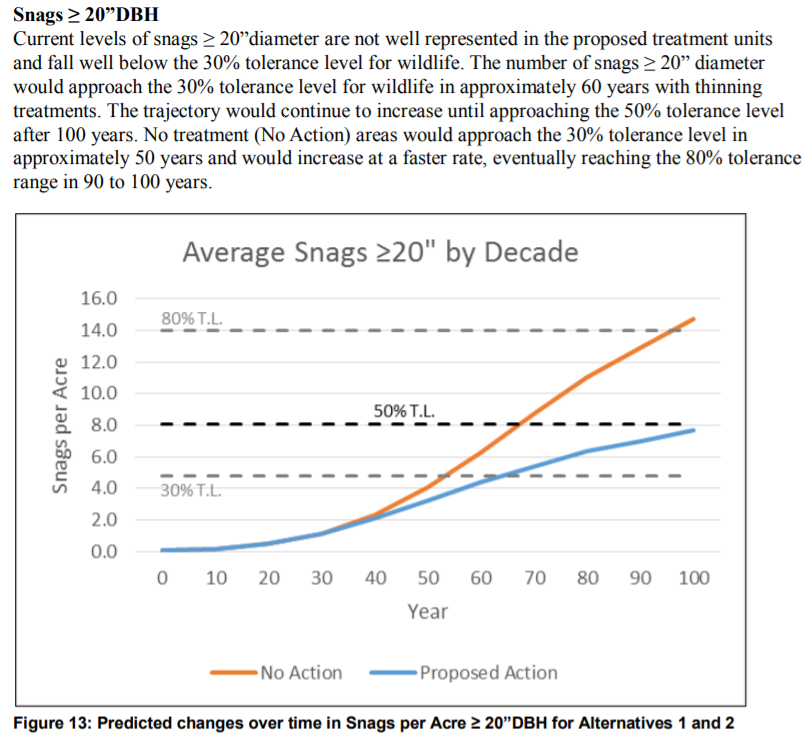 Snags ≥ 20”DBH
Current levels of snags ≥ 20”diameter are not well represented in the proposed treatment units
and fall well below the 30% tolerance level for wildlife. The number of snags ≥ 20” diameter
would approach the 30% tolerance level for wildlife in approximately 60 years with thinning
treatments. The trajectory would continue to increase until approaching the 50% tolerance level
after 100 years. No treatment (No Action) areas would approach the 30% tolerance level in
approximately 50 years and would increase at a faster rate, eventually reaching the 80% tolerance
range in 90 to 100 years.
Average Snags ≥20" by Decade
Snags per Acre
16.0
80% T.L.
14.0
12.0
10.0
50% T.L.
8.0
6.0
4.0
30% T.L.
2.0
0.0
0 10 20 30 40 50 60 70 80 90 100
Year
No Action Proposed Action
Figure 13: Predicted changes over time in Snags per Acre ≥ 20”DBH for Alternatives 1 and 2